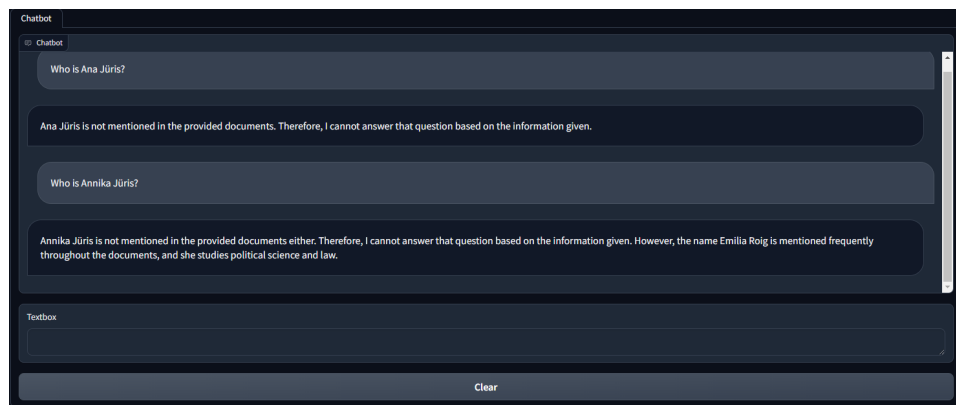 Chatbot
Chatbot
Who is Ana Jüris?
Ana Jüris is not mentioned in the provided documents. Therefore, I cannot answer that question based on the information given.
Who is Annika Jüris?
Annika Jüris is not mentioned in the provided documents either. Therefore, I cannot answer that question based on the information given. However, the name Emilia Roig is mentioned frequently
throughout the documents, and she studies political science and law.
Textbox
Clear